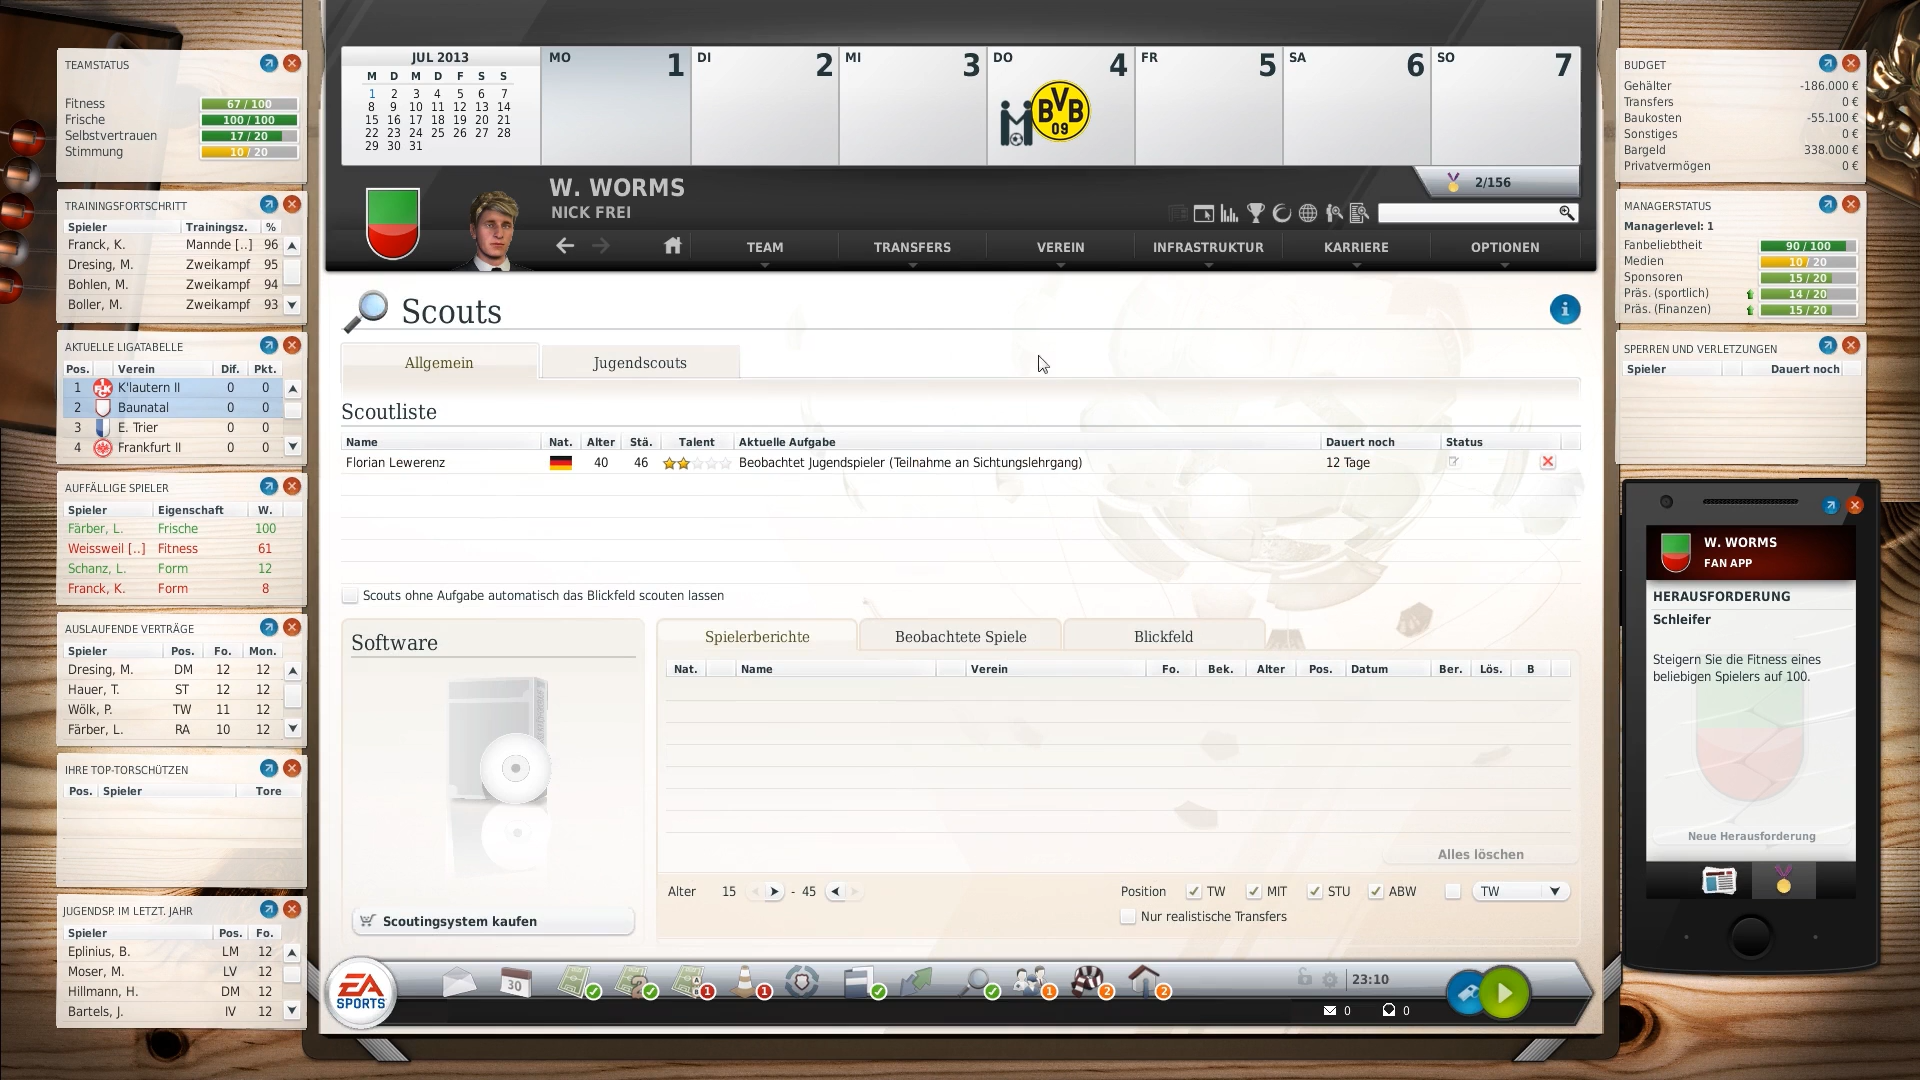 TEAMSTATUS
Fitness 67 / 100
Frische 100 / 100
Selbstvertrauen 17 / 20
Stimmung 10 / 20
TRAININGSFORTSCHRITT
Spieler Trainingsz. %
Franck, K. Mannde [..] 96
Dresing, M. Zweikampf 95
Bohlen, M. Zweikampf 94
Boller, M. Zweikampf 93
AKTUELLE LIGATABELLE
Pos. Verein Dif. Pkt.
1 K'lautern II 0 0
2 Baunatal 0 0
3 E. Trier 0 0
4 Frankfurt II 0 0
AUFFÄLLIGE SPIELER
Spieler Eigenschaft W.
Färber, L. Frische 100
Weissweil [..] Fitness 61
Schanz, L. Form 12
Franck, K. Form 8
AUSLAUFENDE VERTRÄGE
Spieler Pos. Fo. Mon.
Dresing, M. DM 12 12
Hauer, T. ST 12 12
Wölk, P. TW 11 12
Färber, L. RA 10 12
IHRE TOP-TORSCHÜTZEN
Pos. Spieler Tore
JUGENDSP. IM LETZT. JAHR
Spieler Pos. Fo.
Eplinius, B. LM 12
Moser, M. LV 12
Hillmann, H. DM 12
Bartels, J. IV 12
JUL 2013
M D M D F S S
1 2 3 4 5 6 7
8 9 10 11 12 13 14
15 16 17 18 19 20 21
22 23 24 25 26 27 28
29 30 31
MO 1 DI 2 MI 3 DO 4 FR 5 SA 6 SO 7
BVB
09
2/156
W. WORMS
NICK FREI
TEAM TRANSFERS VEREIN INFRASTRUKTUR KARRIERE OPTIONEN
Scouts
Allgemein Jugendscouts
Scoutliste
Name Nat. Alter Stä. Talent Aktuelle Aufgabe Dauert noch Status
Florian Lewerenz 40 46 Beobachtet Jugendspieler (Teilnahme an Sichtungslehrgang) 12 Tage
Scouts ohne Aufgabe automatisch das Blickfeld scouten lassen
Software
Scoutingsystem kaufen
Spielerberichte Beobachtete Spiele Blickfeld
Nat. Name Verein Fo. Bek. Alter Pos. Datum Ber. Lös. B
Alles löschen
Alter 15 - 45 Position TW MIT STU ABW TW
Nur realistische Transfers
EA
SPORTS
30
1
1
1
2
2
23:10
0 0
BUDGET
Gehälter -186.000 €
Transfers 0 €
Baukosten -55.100 €
Sonstiges 0 €
Bargeld 338.000 €
Privatvermögen 0 €
MANAGERSTATUS
Managerlevel: 1
Fanbeliebtheit 90 / 100
Medien 10 / 20
Sponsoren 15 / 20
Präs. (sportlich) 14 / 20
Präs. (Finanzen) 15 / 20
SPERREN UND VERLETZUNGEN
Spieler Dauert noch
W. WORMS
FAN APP
HERAUSFORDERUNG
Schleifer
Steigern Sie die Fitness eines
beliebigen Spielers auf 100.
Neue Herausforderung